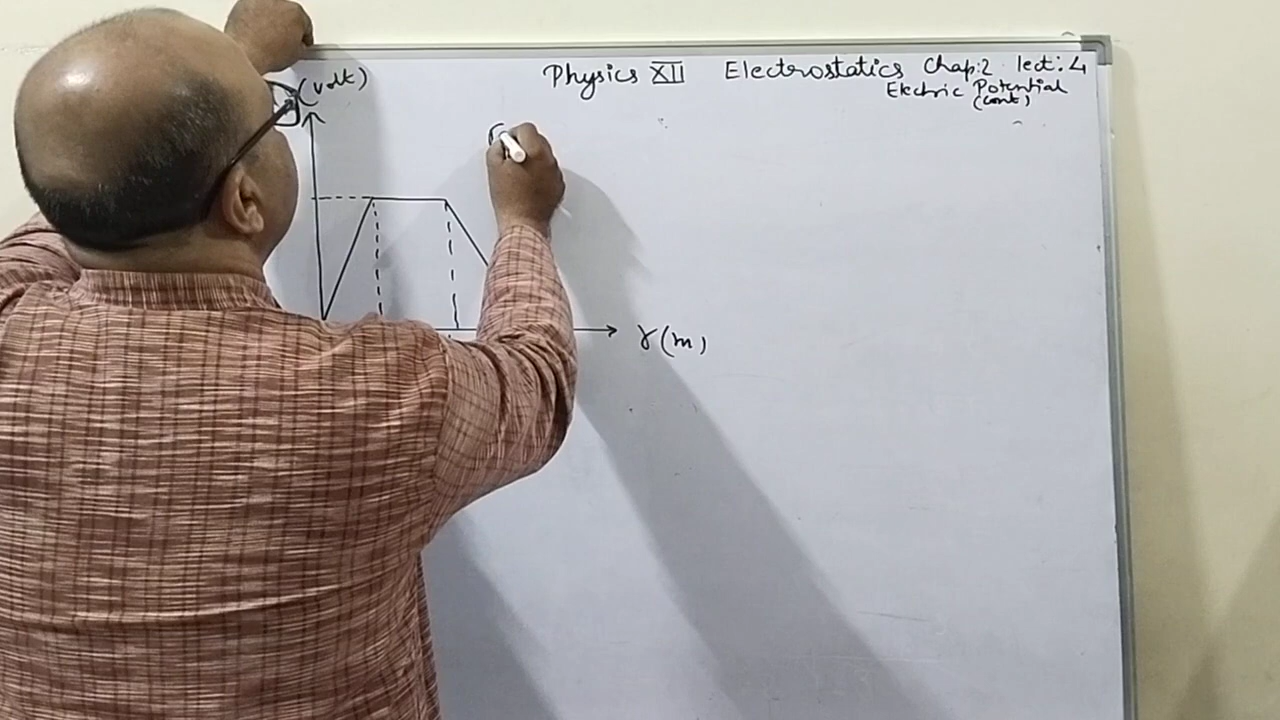 Physics XII Electrostatics Chap:2 lect:4
Electric Potential
(cont)
(volt)
r(m)